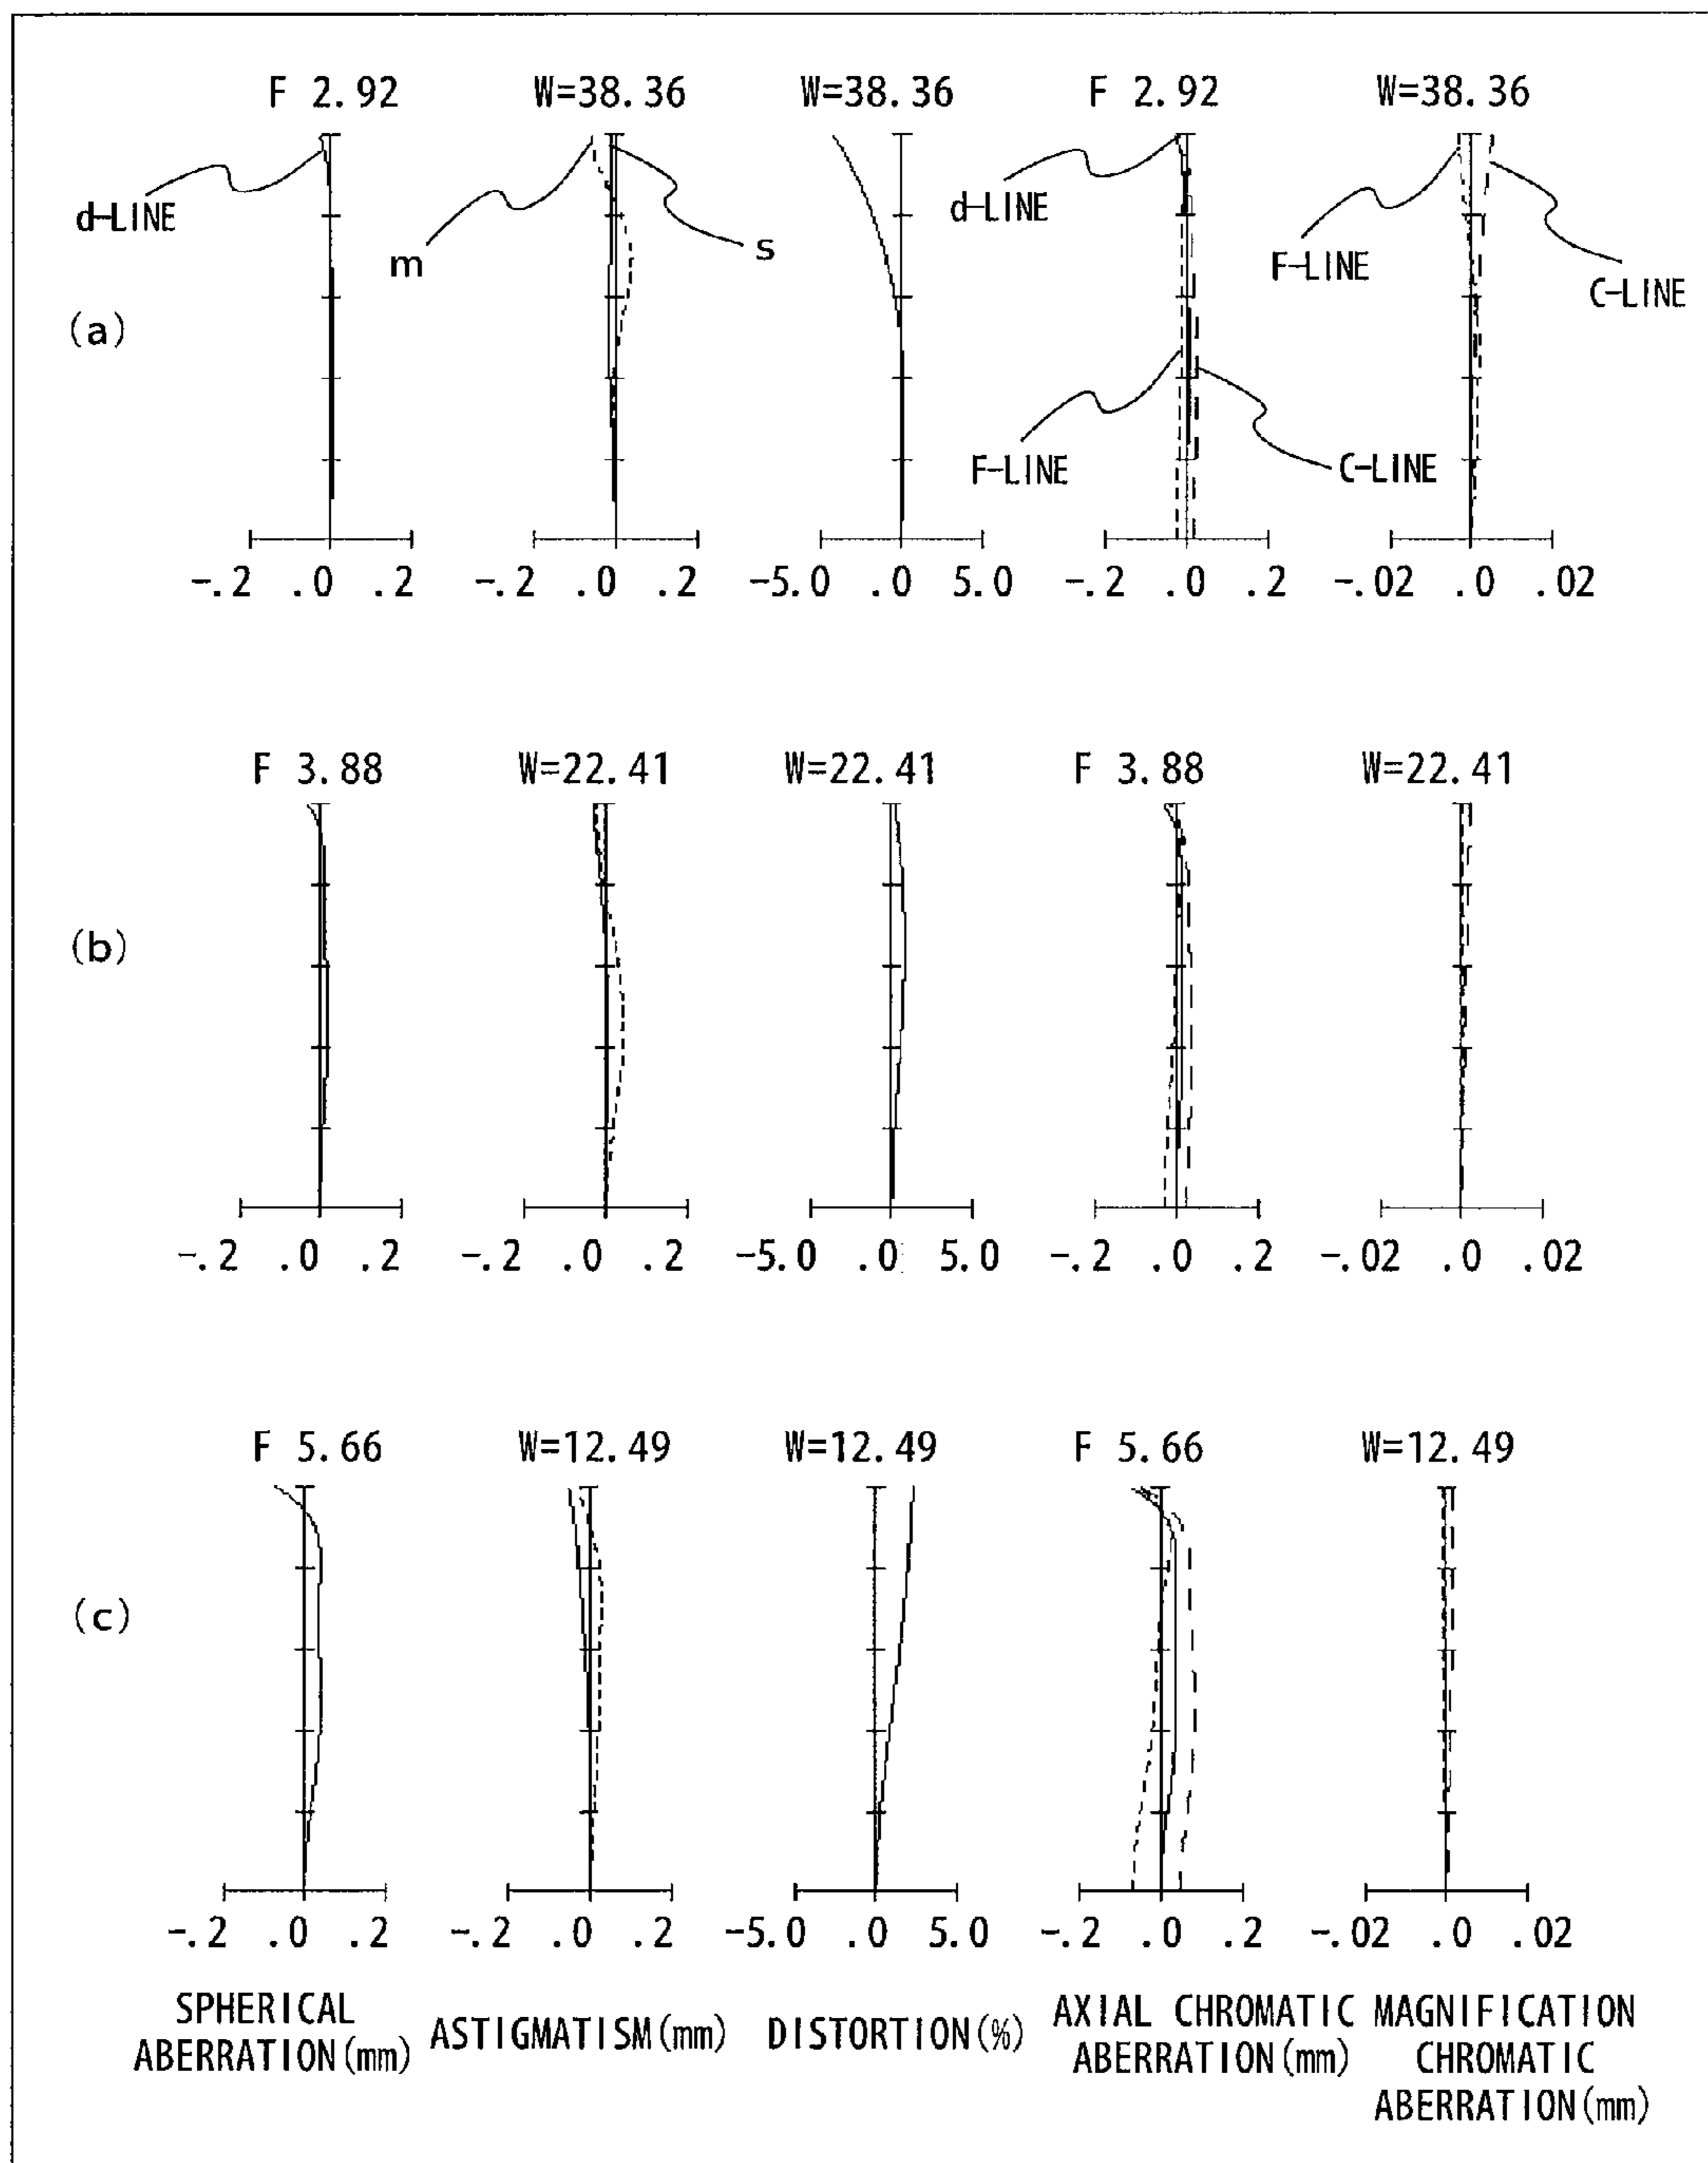 F 2.92 W=38.36 W=38.36 F 2.92 W=38.36
d-LINE m s d-LINE F-LINE C-LINE
(a)
F-LINE C-LINE
-.2 .0 .2 -.2 .0 .2 -5.0 .0 5.0 -.2 .0 .2 -.02 .0 .02
F 3.88 W=22.41 W=22.41 F 3.88 W=22.41
(b)
-.2 .0 .2 -.2 .0 .2 -5.0 .0 5.0 -.2 .0 .2 -.02 .0 .02
F 5.66 W=12.49 W=12.49 F 5.66 W=12.49
(c)
-.2 .0 .2 -.2 .0 .2 -5.0 .0 5.0 -.2 .0 .2 -.02 .0 .02
SPHERICAL
ABERRATION(mm)
ASTIGMATISM(mm)
DISTORTION(%)
AXIAL CHROMATIC
ABERRATION(mm)
MAGNIFICATION
CHROMATIC
ABERRATION(mm)